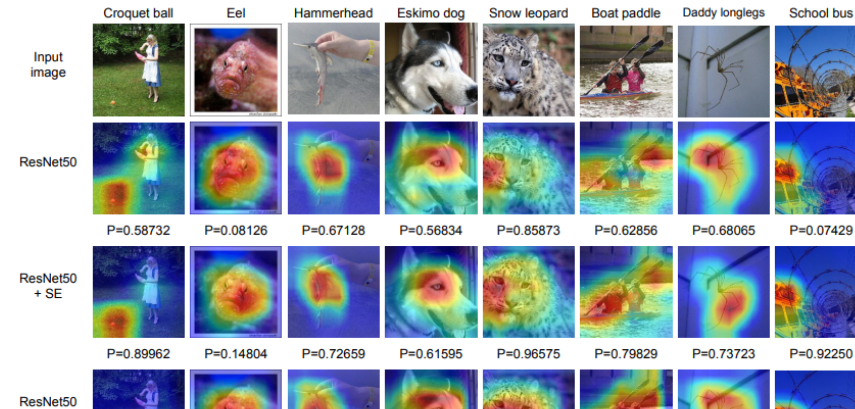 Croquet ball Eel Hammerhead Eskimo dog Snow leopard Boat paddle Daddy longlegs School bus
Input
image
ResNet50
P=0.58732 P=0.08126 P=0.67128 P=0.56834 P=0.85873 P=0.62856 P=0.68065 P=0.07429
ResNet50
+ SE
P=0.89962 P=0.14804 P=0.72659 P=0.61595 P=0.96575 P=0.79829 P=0.73723 P=0.92250
ResNet50